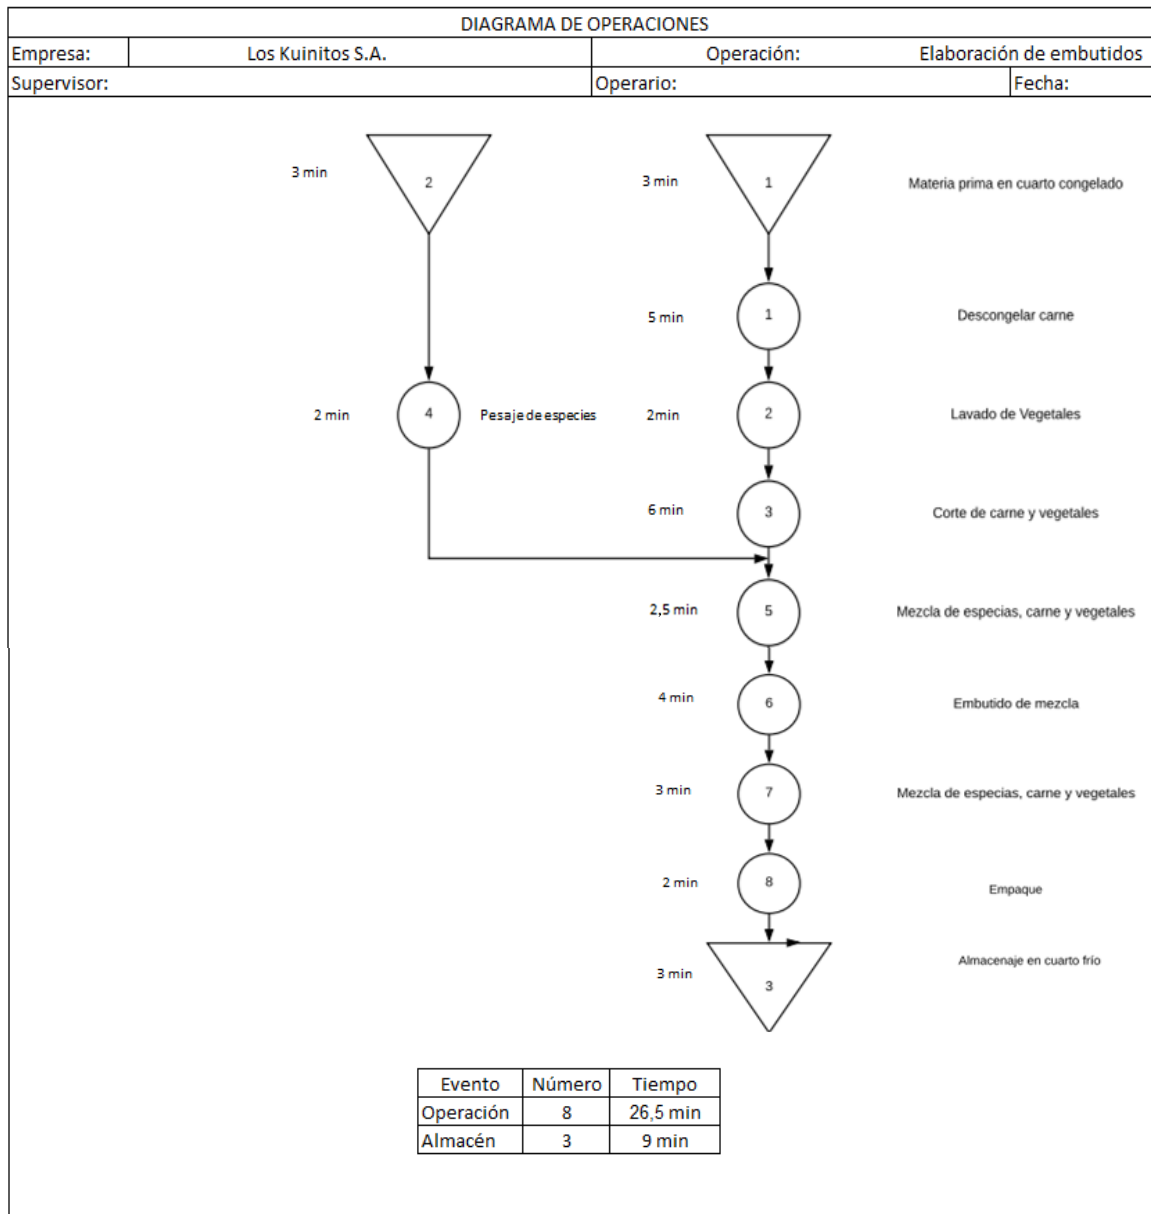 DIAGRAMA DE OPERACIONES
Empresa: Los Kuinitos S.A. Operación: Elaboración de embutidos
Supervisor: Operario: Fecha:
3 min 2 3 min 1 Materia prima en cuarto congelado
5 min 1 Descongelar carne
2 min 4 Pesaje de especies 2min 2 Lavado de Vegetales
6 min 3 Corte de carne y vegetales
2,5 min 5 Mezcla de especias, carne y vegetales
4 min 6 Embutido de mezcla
3 min 7 Mezcla de especias, carne y vegetales
2 min 8 Empaque
3 min 3 Almacenaje en cuarto frío
Evento Número Tiempo
Operación 8 26,5 min
Almacén 3 9 min